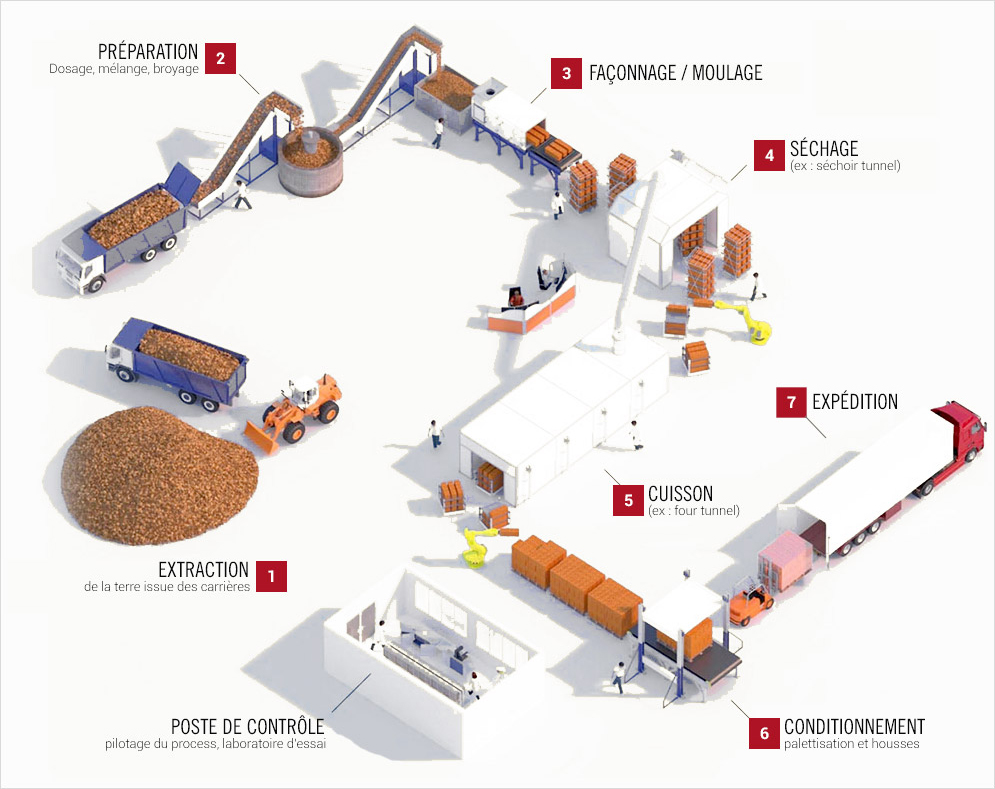 PRÉPARATION
Dosage, mélange, broyage
2
3
FAÇONNAGE / MOULAGE
4
SÉCHAGE
(ex : séchoir tunnel)
7
EXPÉDITION
5
CUISSON
(ex : four tunnel)
EXTRACTION
de la terre issue des carrières
1
POSTE DE CONTRÔLE
pilotage du process, laboratoire d'essai
6
CONDITIONNEMENT
palettisation et housses